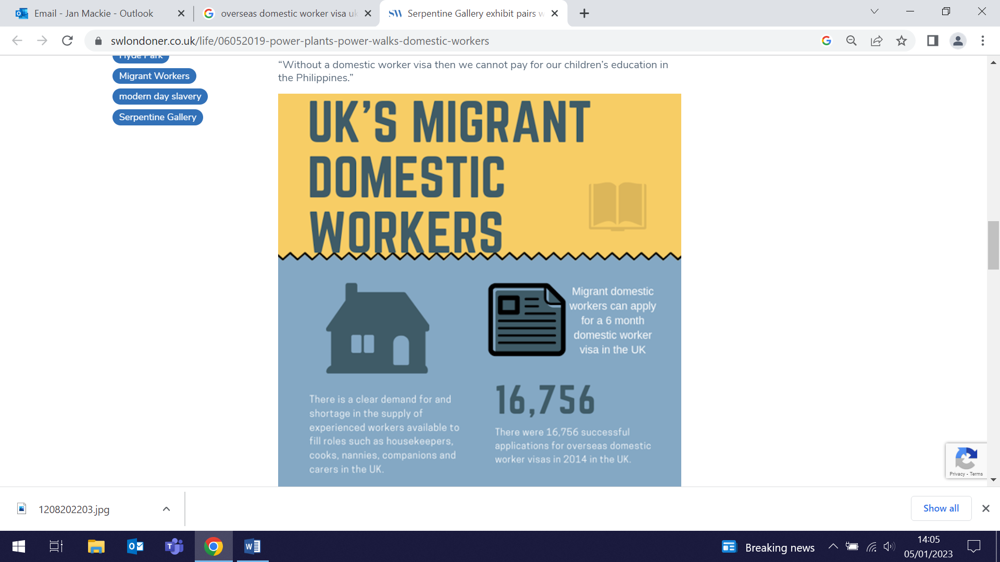 Email - Jan Mackie - Outlook
overseas domestic worker visa uk
Serpentine Gallery exhibit pairs w
swlondoner.co.uk/life/06052019-power-plants-power-walks-domestic-workers
Hyde Park
Migrant Workers
modern day slavery
Serpentine Gallery
“Without a domestic worker visa then we cannot pay for our children’s education in
the Philippines.”
UK’S MIGRANT
DOMESTIC
WORKERS
Migrant domestic
workers can apply
for a 6 month
domestic worker
visa in the UK
There is a clear demand for and
shortage in the supply of
experienced workers available to
fill roles such as housekeepers,
cooks, nannies, companions and
carers in the UK.
16,756
There were 16,756 successful
applications for overseas domestic
worker visas in 2014 in the UK.
Privacy - Terms
1208202203.jpg
Show all
Breaking news
14:05
05/01/2023